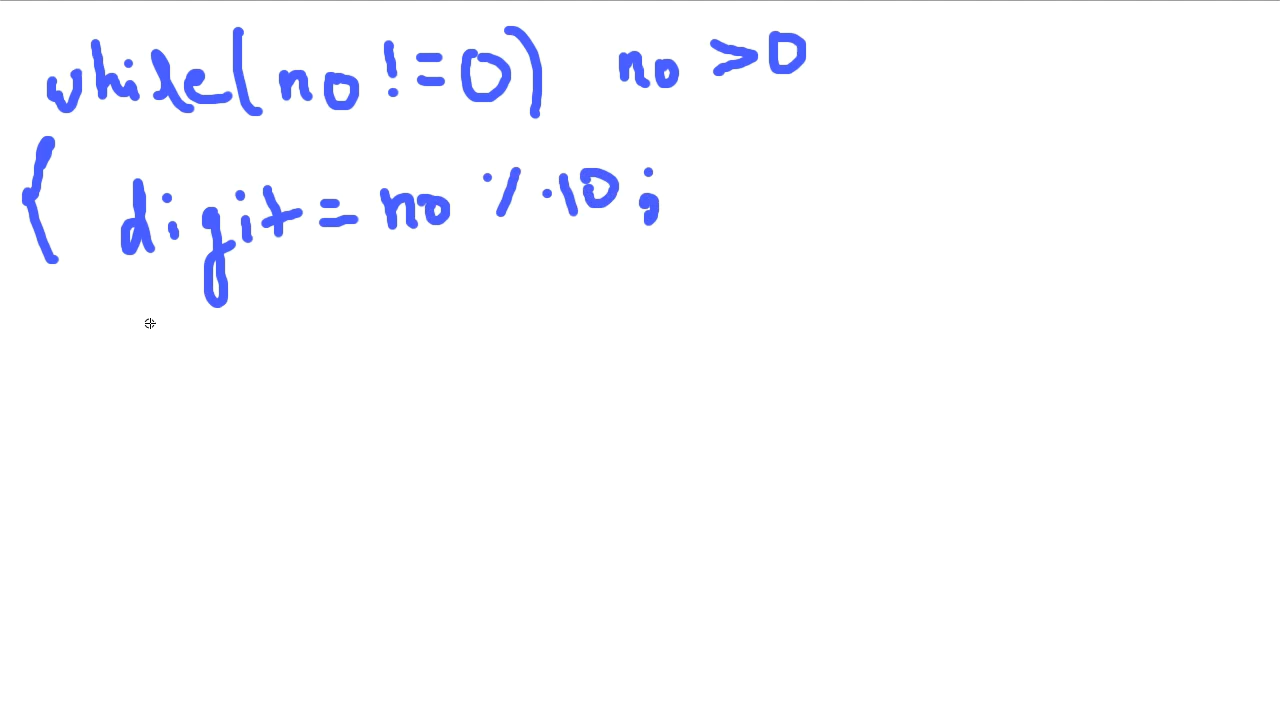 while(no!=0) no >0
{ digit = no % 10;